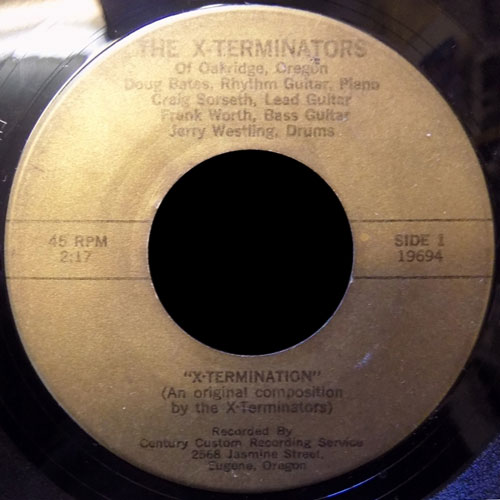 THE X-TERMINATORS
Of Oakridge, Oregon
Doug Bates, Rhythm Guitar, Piano
Craig Sorseth, Lead Guitar
Frank Worth, Bass Guitar
Jerry Westling, Drums
45 RPM
2:17
SIDE 1
19694
"X-TERMINATION"
(An original composition
by the X-Terminators)
Recorded By
Century Custom Recording Service
2568 Jasmine Street,
Eugene, Oregon